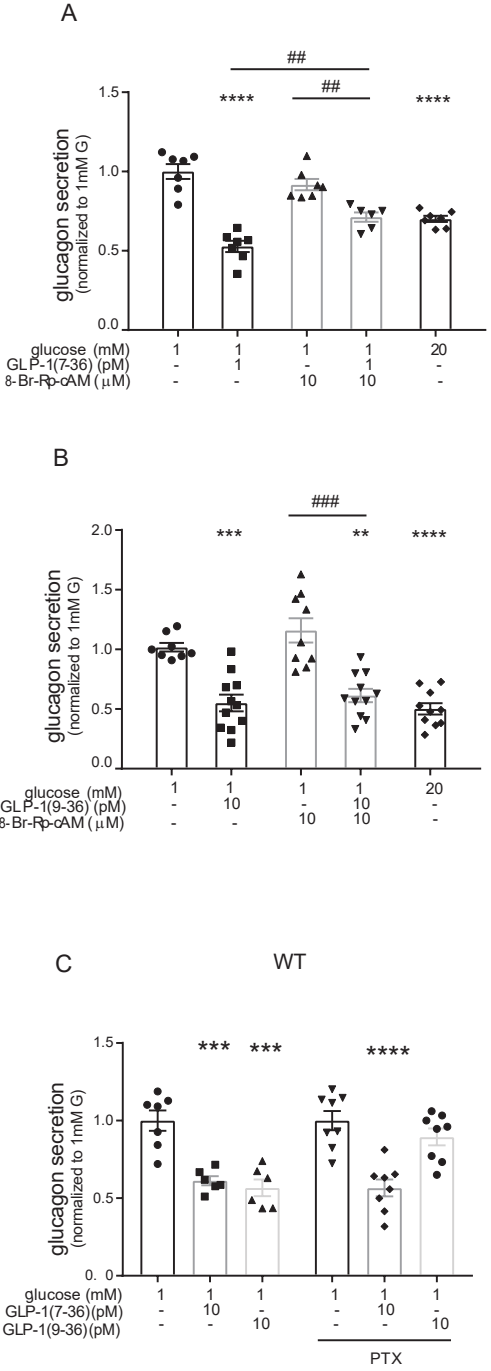 A
##
##
****
****
1.5
1.0
0.5
0.0
glucagon secretion
(normalized to 1mM G)
glucose (mM) 1 1 1 1 20
GLP-1(7-36) (pM) - 1 - 1 -
8-Br-Rp-cAM (μM) - - 10 10 -
B
###
***
**
****
2.0
1.5
1.0
0.5
0.0
glucagon secretion
(normalized to 1mM G)
glucose (mM) 1 1 1 1 20
GLP-1(9-36) (pM) - 10 - 10 -
8-Br-Rp-cAM (μM) - - 10 10 -
C
WT
***
***
****
1.5
1.0
0.5
0. 0
glucagon secretion
(normalized to 1mM G)
glucose (mM) 1 1 1 1 1 1
GLP-1(7-36)(pM) - 10 - - 10 -
GLP-1(9-36)(pM) - - 10 - - 10
PTX